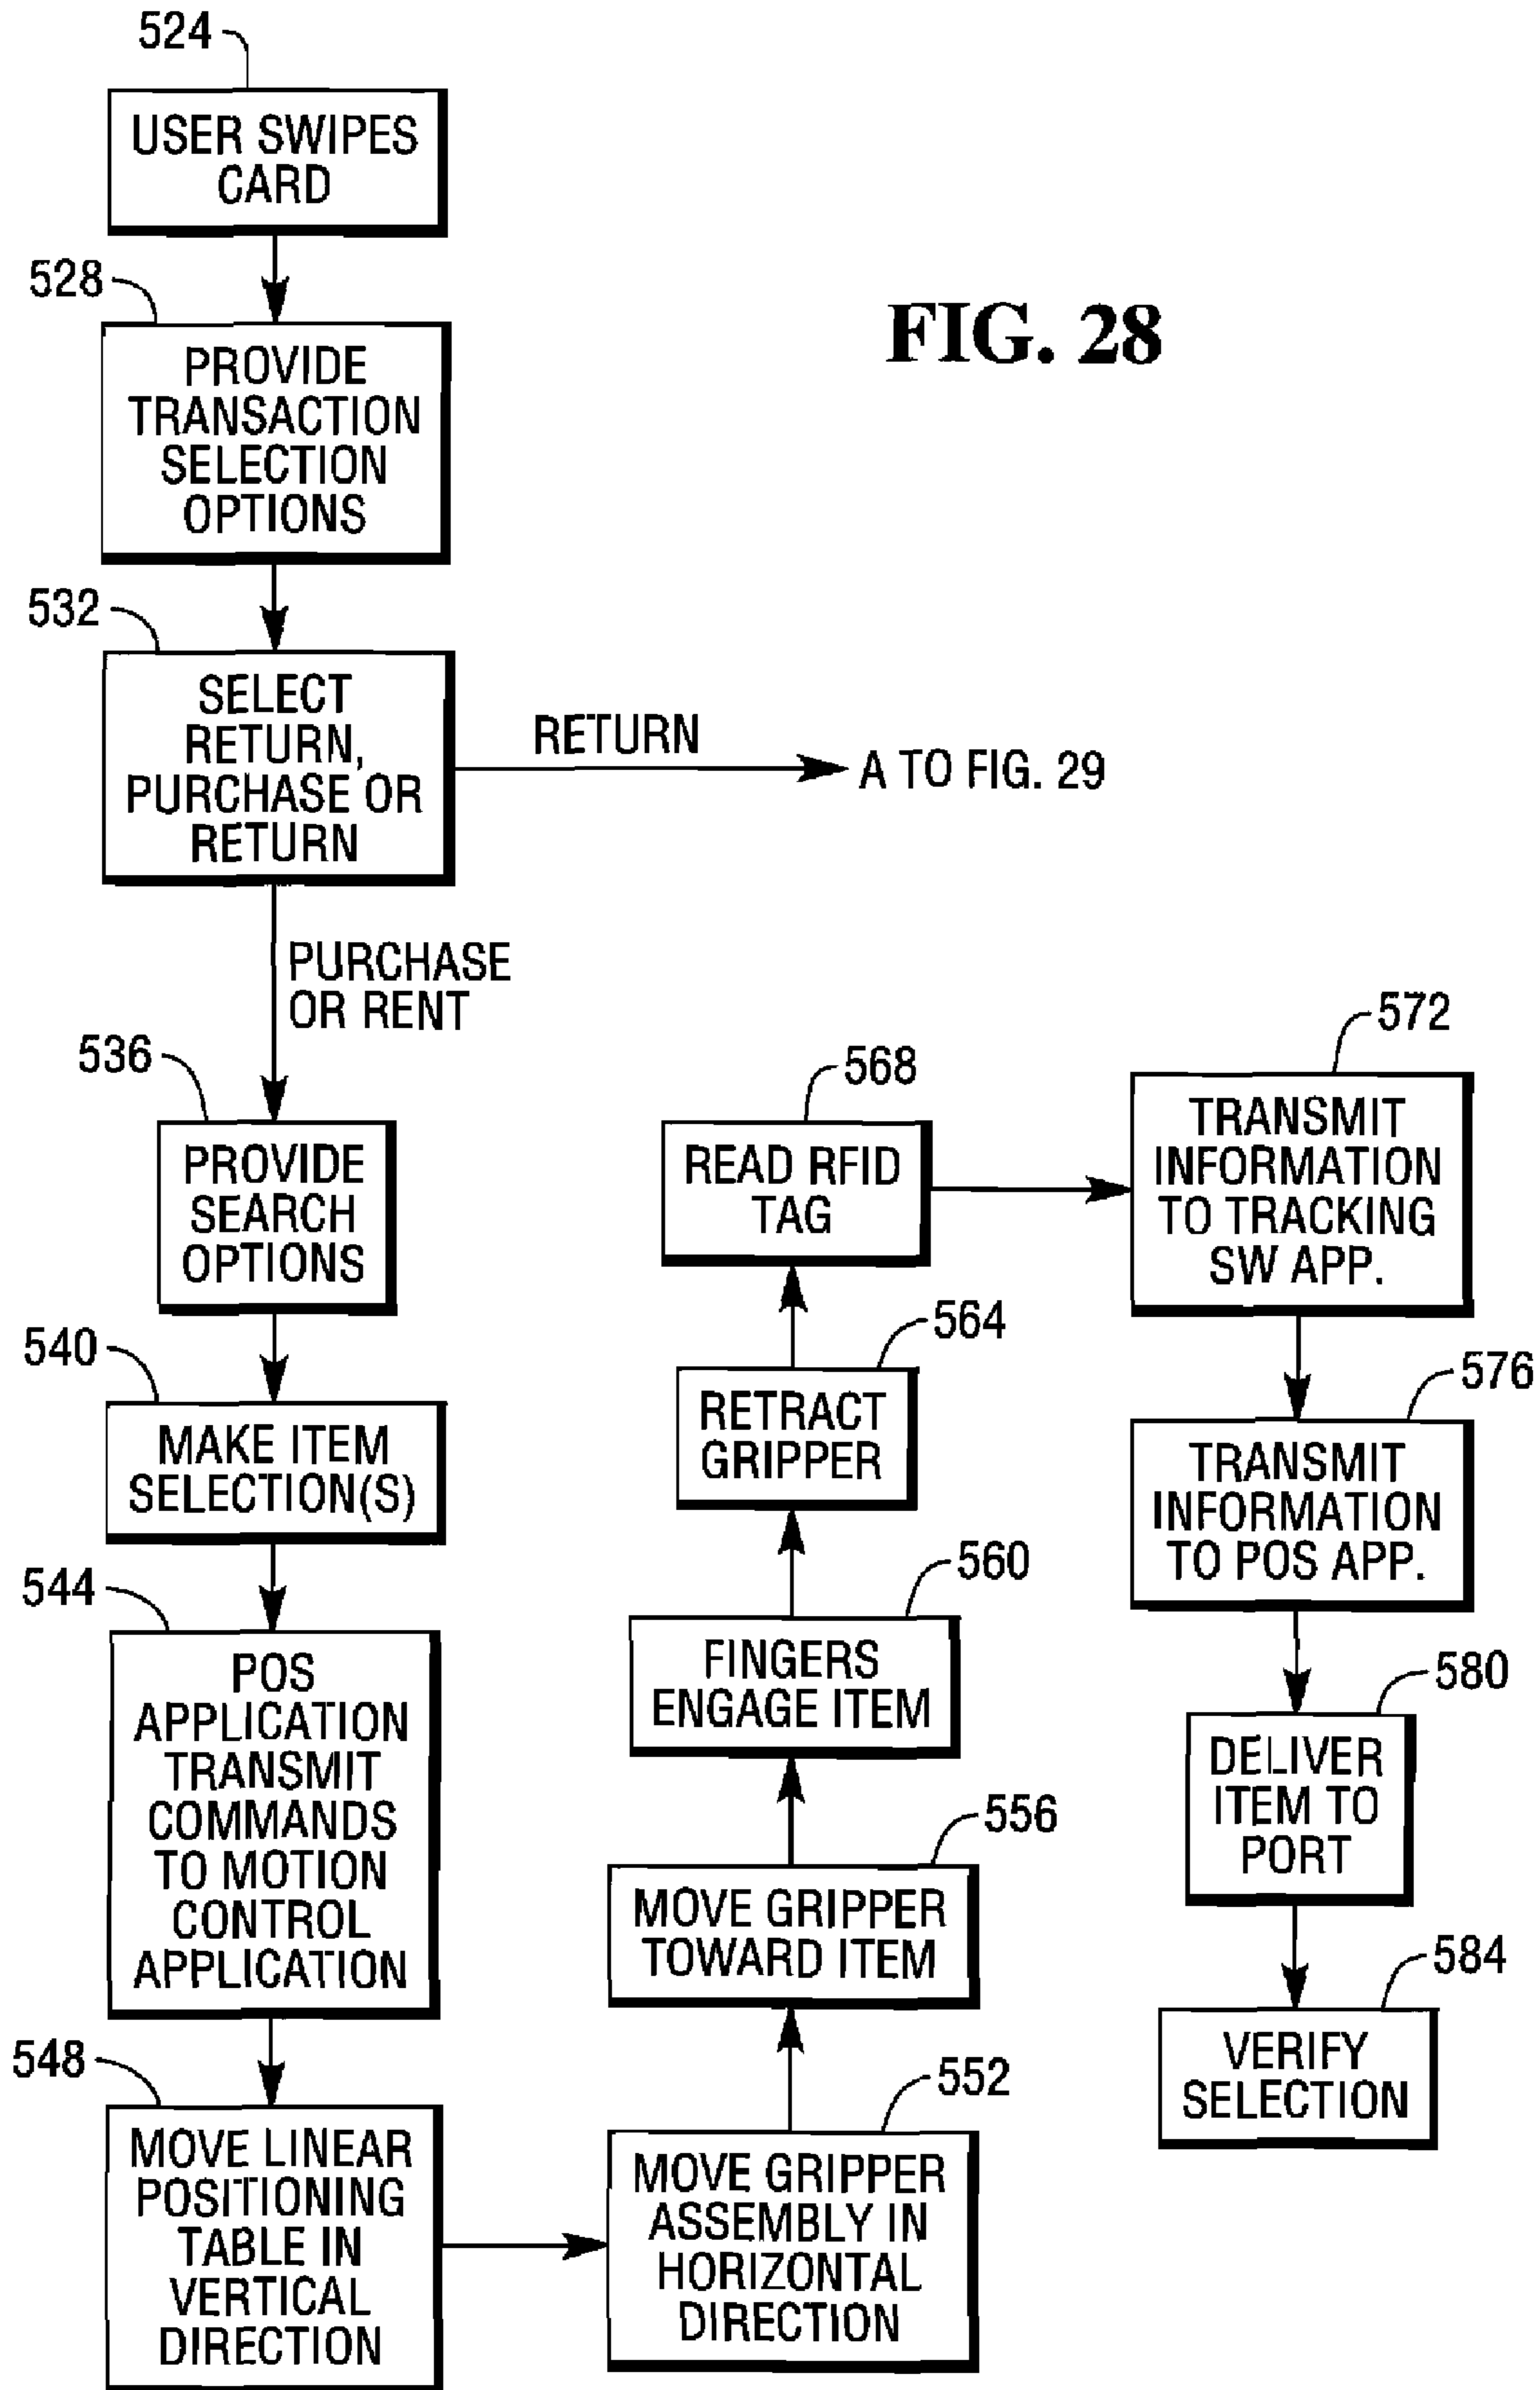 524
USER SWIPES
CARD
528
PROVIDE
TRANSACTION
SELECTION
OPTIONS
FIG. 28
532
SELECT
RETURN,
PURCHASE OR
RETURN
RETURN
A TO FIG. 29
PURCHASE
OR RENT
536
PROVIDE
SEARCH
OPTIONS
540
MAKE ITEM
SELECTION(S)
544
POS
APPLICATION
TRANSMIT
COMMANDS
TO MOTION
CONTROL
APPLICATION
548
MOVE LINEAR
POSITIONING
TABLE IN
VERTICAL
DIRECTION
552
MOVE GRIPPER
ASSEMBLY IN
HORIZONTAL
DIRECTION
556
MOVE GRIPPER
TOWARD ITEM
560
FINGERS
ENGAGE ITEM
564
RETRACT
GRIPPER
568
READ RFID
TAG
572
TRANSMIT
INFORMATION
TO TRACKING
SW APP.
576
TRANSMIT
INFORMATION
TO POS APP.
580
DELIVER
ITEM TO
PORT
584
VERIFY
SELECTION